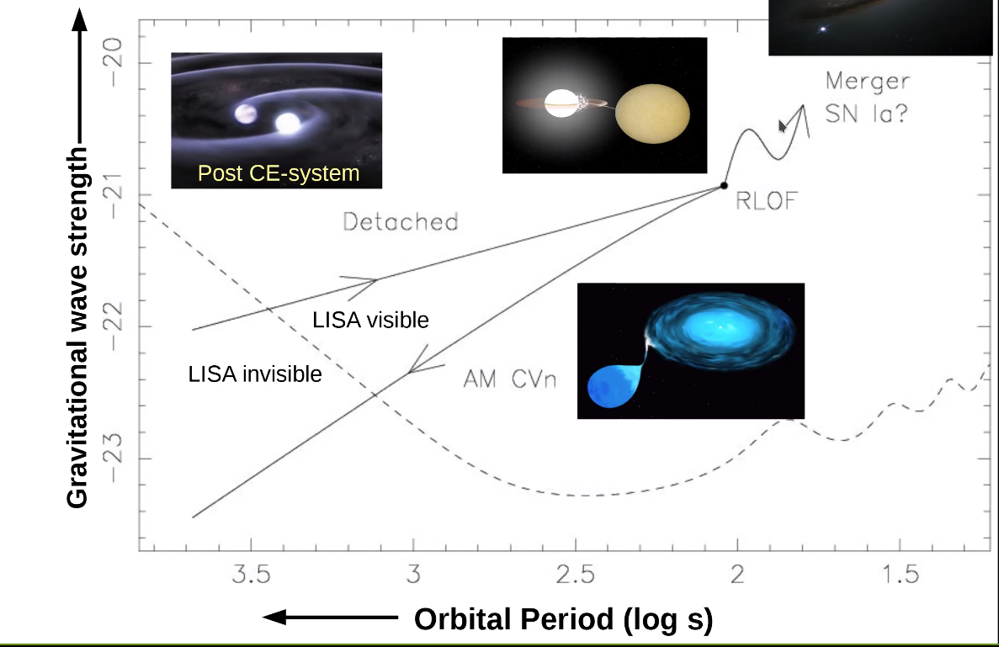 Gravitational wave strength
−20
−21
−22
−23
Post CE-system
Merger
SN Ia?
RLOF
Detached
LISA visible
LISA invisible
AM CVn
3.5
3
2.5
2
1.5
Orbital Period (log s)